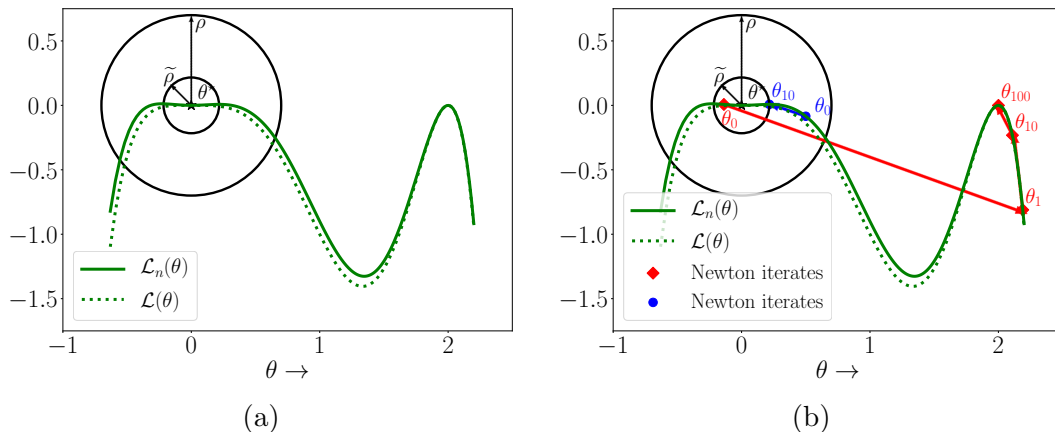 0.5
0.0
−0.5
−1.0
−1.5
−1
0
1
2
θ →
ρ
ρ̃
θ*
ℒₙ(θ)
ℒ(θ)
(a)
0.5
0.0
−0.5
−1.0
−1.5
−1
0
1
2
θ →
ρ
ρ̃
θ*
θ₁₀
θ₀
θ₀
θ₁₀₀
θ₁₀
θ₁
ℒₙ(θ)
ℒ(θ)
Newton iterates
Newton iterates
(b)